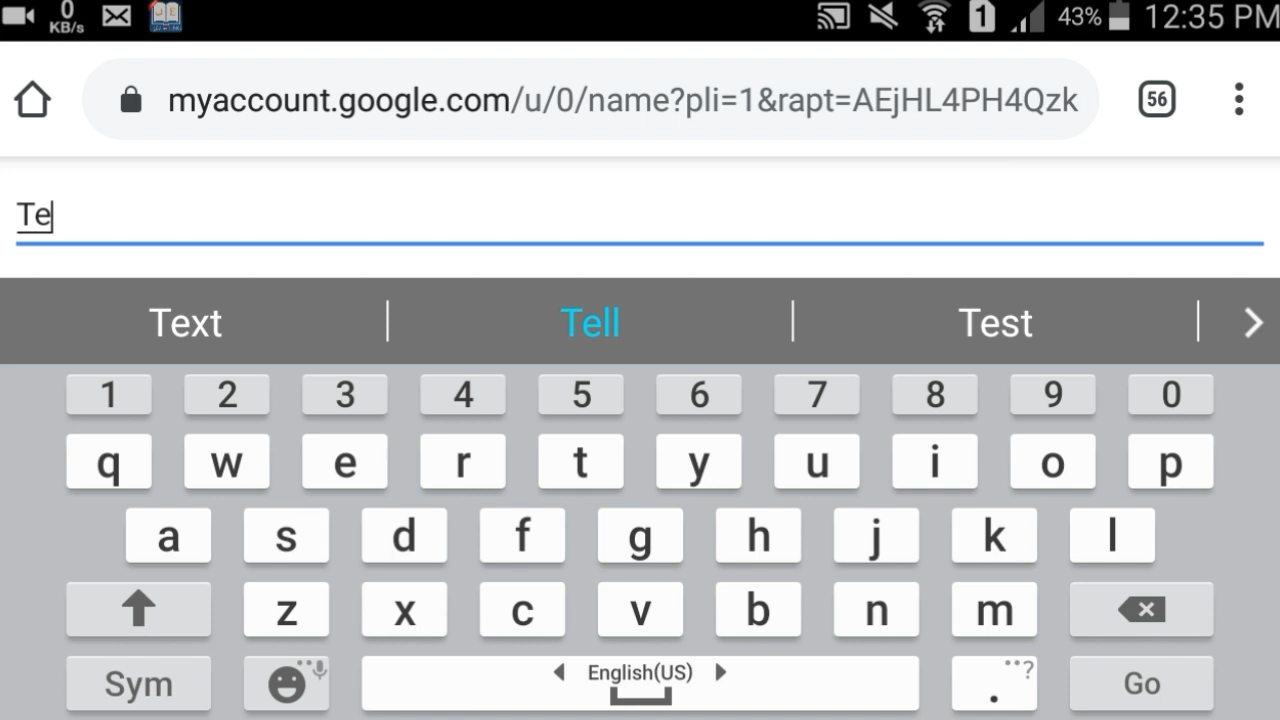 0
KB/s
1
43%
12:35 PM
myaccount.google.com/u/0/name?pli=1&rapt=AEjHL4PH4Qzk
56
Te
Text Tell Test
1 2 3 4 5 6 7 8 9 0
q w e r t y u i o p
a s d f g h j k l
z x c v b n m
Sym English(US) . ? Go